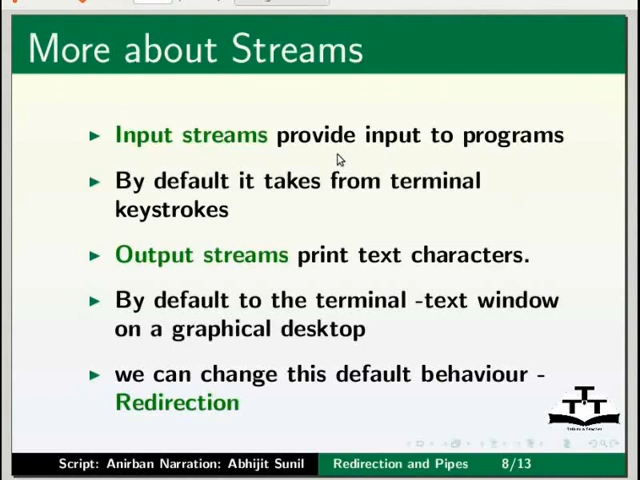 More about Streams
▶ Input streams provide input to programs
▶ By default it takes from terminal
keystrokes
▶ Output streams print text characters.
▶ By default to the terminal -text window
on a graphical desktop
▶ we can change this default behaviour -
Redirection
Script: Anirban Narration: Abhijit Sunil Redirection and Pipes 8/13